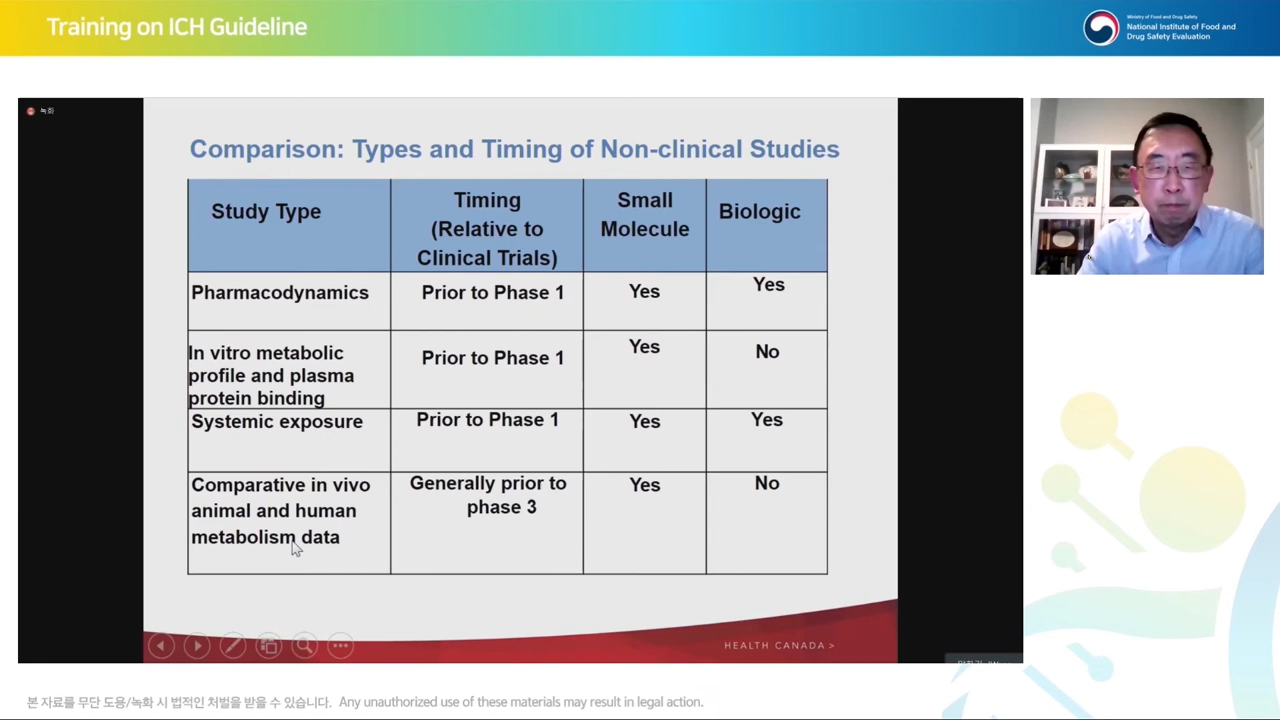 Training on ICH Guideline
Ministry of Food and Drug Safety
National Institute of Food and
Drug Safety Evaluation
녹화
Comparison: Types and Timing of Non-clinical Studies
Study Type
Timing
(Relative to
Clinical Trials)
Small
Molecule
Biologic
Pharmacodynamics
Prior to Phase 1
Yes
Yes
In vitro metabolic
profile and plasma
protein binding
Prior to Phase 1
Yes
No
Systemic exposure
Prior to Phase 1
Yes
Yes
Comparative in vivo
animal and human
metabolism data
Generally prior to
phase 3
Yes
No
HEALTH CANADA >
본 자료를 무단 도용/녹화 시 법적인 처벌을 받을 수 있습니다. Any unauthorized use of these materials may result in legal action.